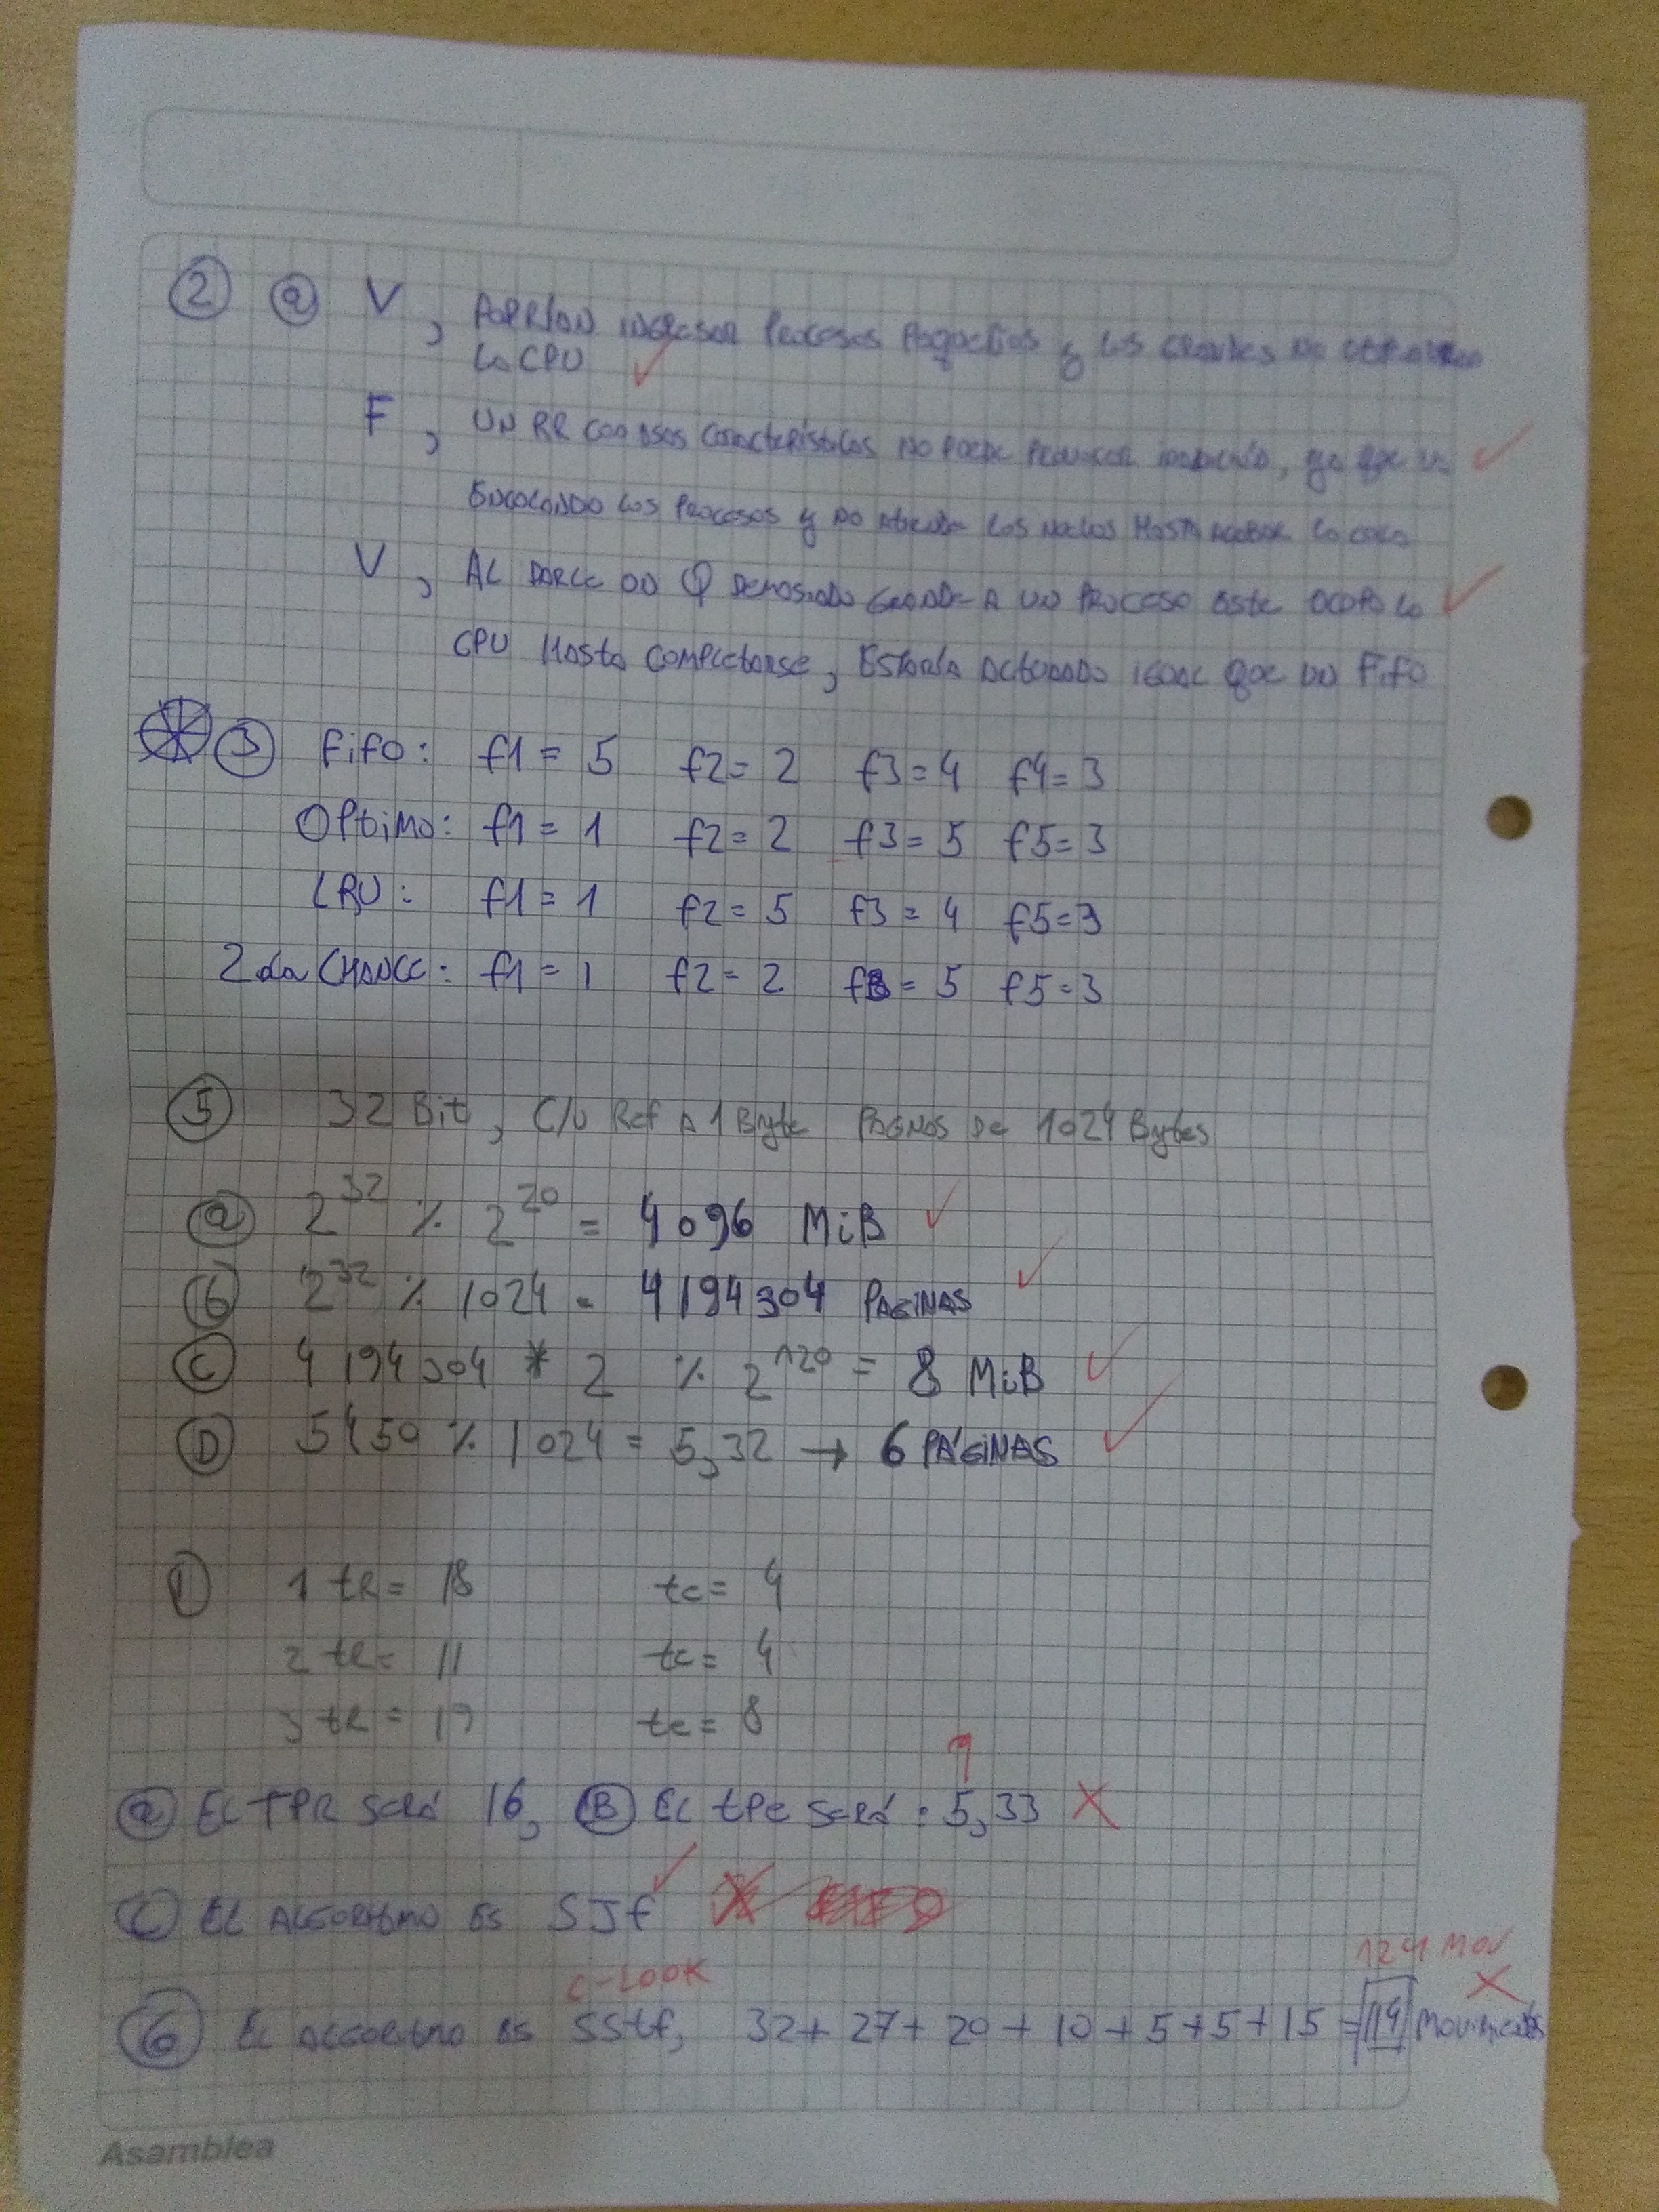 2 a V, PODRÍAN INGRESAR PROCESOS PEQUEÑOS y LOS GRANDES NO OBTENDRÍAN
LA CPU ✓
F, UN RR CON ESAS CARACTERÍSTICAS NO PUEDE PRODUCIR INANICIÓN, ya que va ✓
ENCOLANDO LOS PROCESOS y NO ATIENDE LOS NUEVOS HASTA ACABAR LA COLA
V, AL DARLE UN Q DEMASIADO GRANDE A UN PROCESO ESTE OCUPA LA ✓
CPU HASTA COMPLETARSE, ESTARÍA ACTUANDO IGUAL QUE UN FIFO
3 FIFO: f1 = 5 f2 = 2 f3 = 4 f4 = 3
OPTIMO: f1 = 1 f2 = 2 f3 = 5 f5 = 3
LRU: f1 = 1 f2 = 5 f3 = 4 f5 = 3
2da CHANCE: f1 = 1 f2 = 2 f3 = 5 f5 = 3
5 32 Bit, C/U REF A 1 Byte PAGINAS DE 1024 Bytes
a 2^32 % 2^20 = 4096 MiB ✓
b 2^32 % 1024 = 4194304 PAGINAS ✓
C 4194304 * 2 % 2^20 = 8 MiB ✓
D 5450 % 1024 = 5,32 → 6 PÁGINAS ✓
1 1 tR = 18 te = 4
2 tR = 11 te = 4
3 tR = 19 te = 8
9
a EL TPR SERÁ 16, B EL tPe SERÁ: 5,33 X
C EL ALGORITMO ES SJF ✓
C-LOOK 124 MOV
6 EL ALGORITMO ES SSTF, 32 + 27 + 20 + 10 + 5 + 5 + 15 = 114 MOVIMIENTOS X
Asamblea